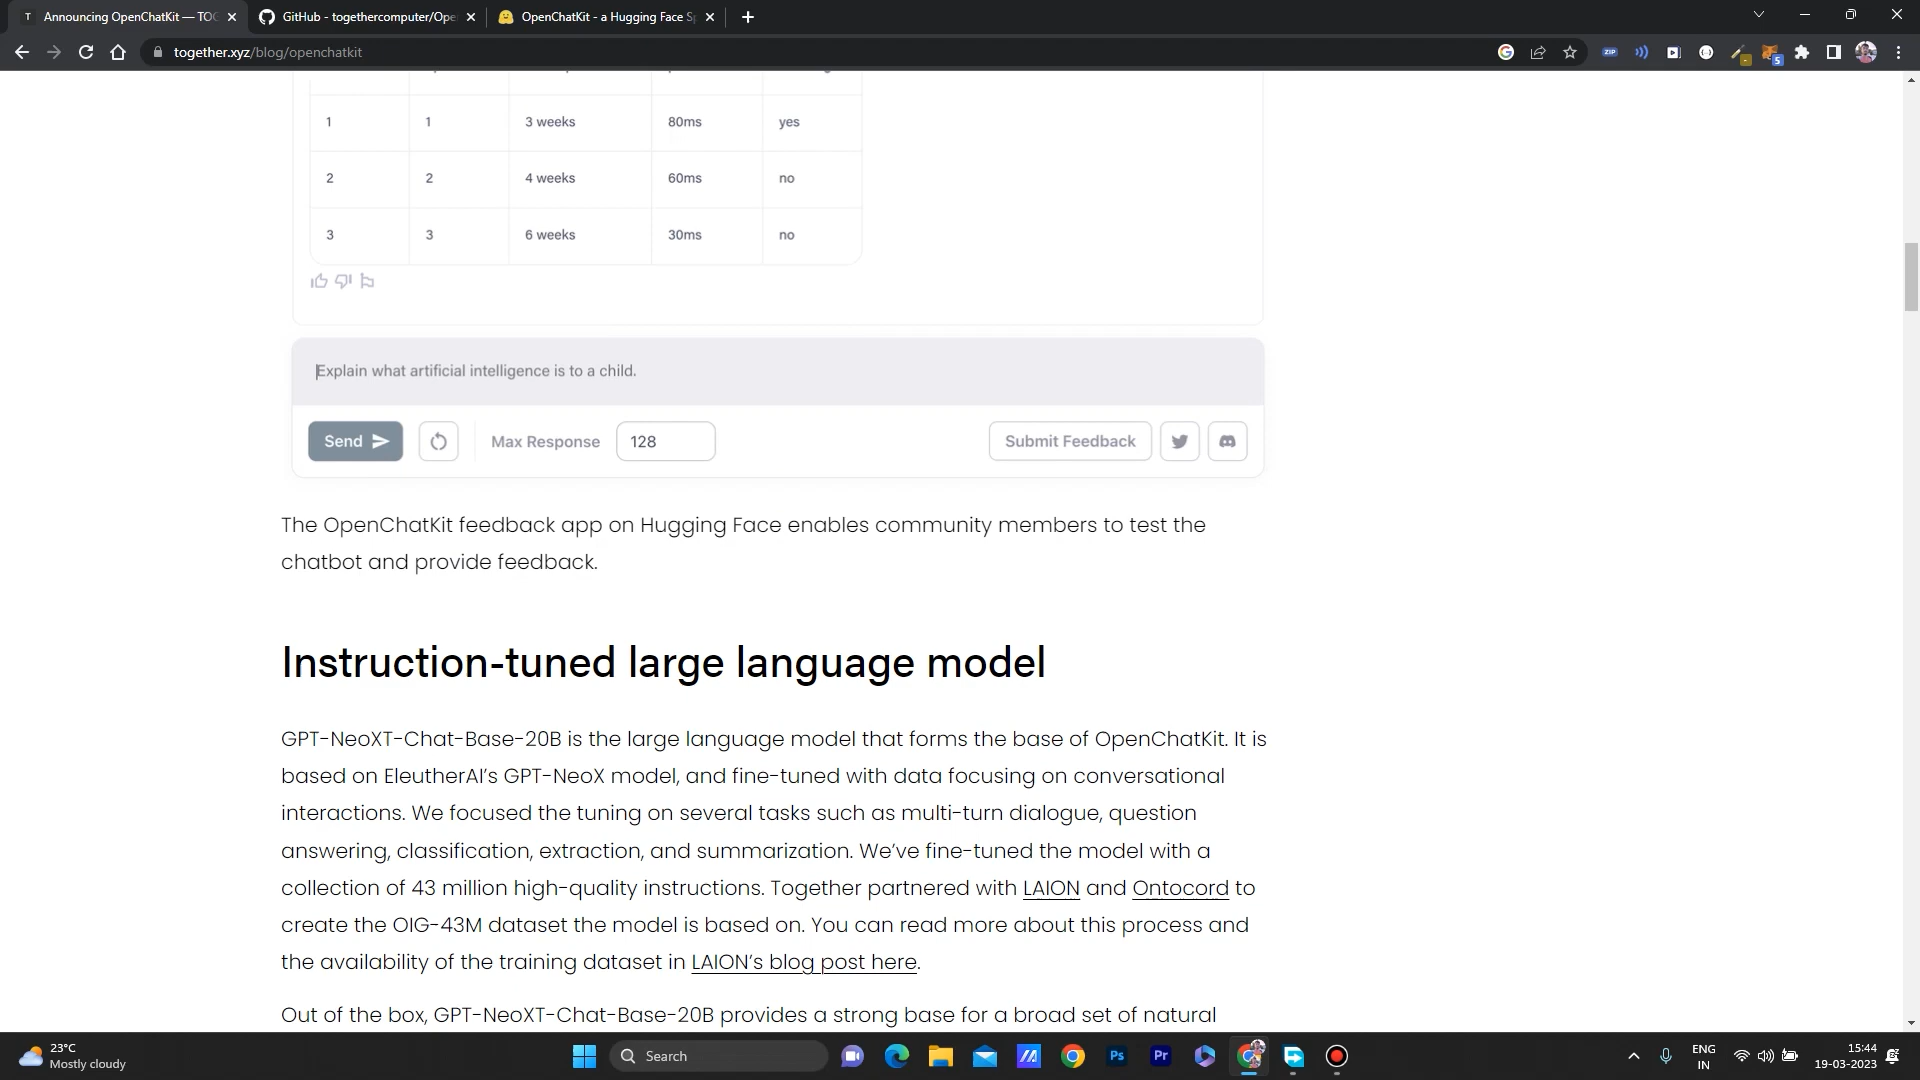 Announcing OpenChatKit — TOG
GitHub - togethercomputer/Ope
OpenChatKit - a Hugging Face Sp
together.xyz/blog/openchatkit
ZIP
5
1 1 3 weeks 80ms yes
2 2 4 weeks 60ms no
3 3 6 weeks 30ms no
Explain what artificial intelligence is to a child.
Send Max Response 128 Submit Feedback
The OpenChatKit feedback app on Hugging Face enables community members to test the
chatbot and provide feedback.
Instruction-tuned large language model
GPT-NeoXT-Chat-Base-20B is the large language model that forms the base of OpenChatKit. It is
based on EleutherAI’s GPT-NeoX model, and fine-tuned with data focusing on conversational
interactions. We focused the tuning on several tasks such as multi-turn dialogue, question
answering, classification, extraction, and summarization. We’ve fine-tuned the model with a
collection of 43 million high-quality instructions. Together partnered with LAION and Ontocord to
create the OIG-43M dataset the model is based on. You can read more about this process and
the availability of the training dataset in LAION’s blog post here.
Out of the box, GPT-NeoXT-Chat-Base-20B provides a strong base for a broad set of natural
23°C
Mostly cloudy
Search
Ps
Pr
ENG
IN
15:44
19-03-2023